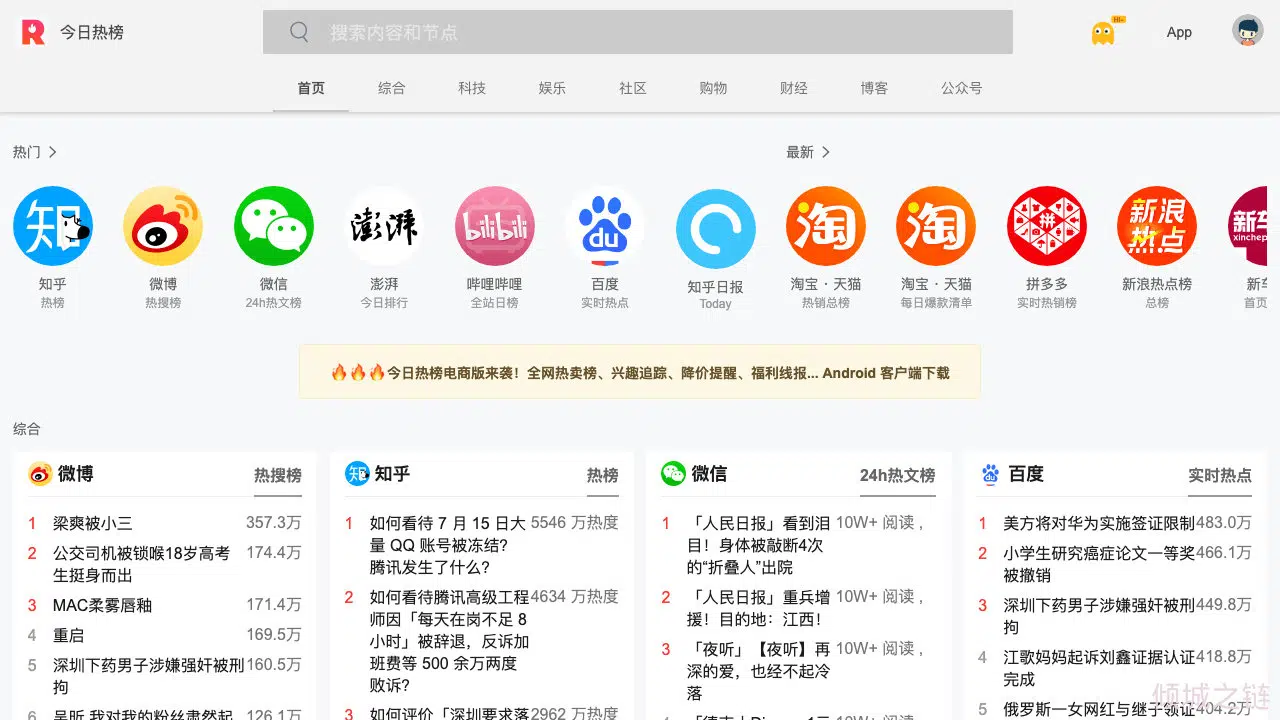 今日热榜
搜索内容和节点
Hi~
App
首页 综合 科技 娱乐 社区 购物 财经 博客 公众号
热门
最新
知乎
热榜
微博
热搜榜
微信
24h热文榜
澎湃
澎湃
今日排行
bilibili
哔哩哔哩
全站日榜
du
百度
实时热点
知乎日报
Today
淘
淘宝 · 天猫
热销总榜
淘
淘宝 · 天猫
每日爆款清单
拼
拼多多
实时热销榜
新浪
热点
新浪热点榜
总榜
新车
xinchep
新车
首页
🔥🔥🔥今日热榜电商版来袭！全网热卖榜、兴趣追踪、降价提醒、福利线报... Android 客户端下载
综合
微博 热搜榜
1 梁爽被小三 357.3万
2 公交司机被锁喉18岁高考 174.4万
生挺身而出
3 MAC柔雾唇釉 171.4万
4 重启 169.5万
5 深圳下药男子涉嫌强奸被刑 160.5万
拘
6 吴昕 我对我的粉丝肃然起 126.1万
知乎 热榜
1 如何看待 7 月 15 日大 5546 万热度
量 QQ 账号被冻结？
腾讯发生了什么？
2 如何看待腾讯高级工程 4634 万热度
师因「每天在岗不足 8
小时」被辞退，反诉加
班费等 500 余万两度
败诉？
3 如何评价「深圳要求落 2962 万热度
微信 24h热文榜
1 「人民日报」看到泪 10W+ 阅读 ,
目！身体被敲断4次
的“折叠人”出院
2 「人民日报」重兵增 10W+ 阅读 ,
援！目的地：江西！
3 「夜听」【夜听】再 10W+ 阅读 ,
深的爱，也经不起冷
落
百度 实时热点
1 美方将对华为实施签证限制 483.0万
2 小学生研究癌症论文一等奖 466.1万
被撤销
3 深圳下药男子涉嫌强奸被刑 449.8万
拘
4 江歌妈妈起诉刘鑫证据认证 418.8万
完成
5 俄罗斯一女网红与继子领证 404.2万
倾城之链